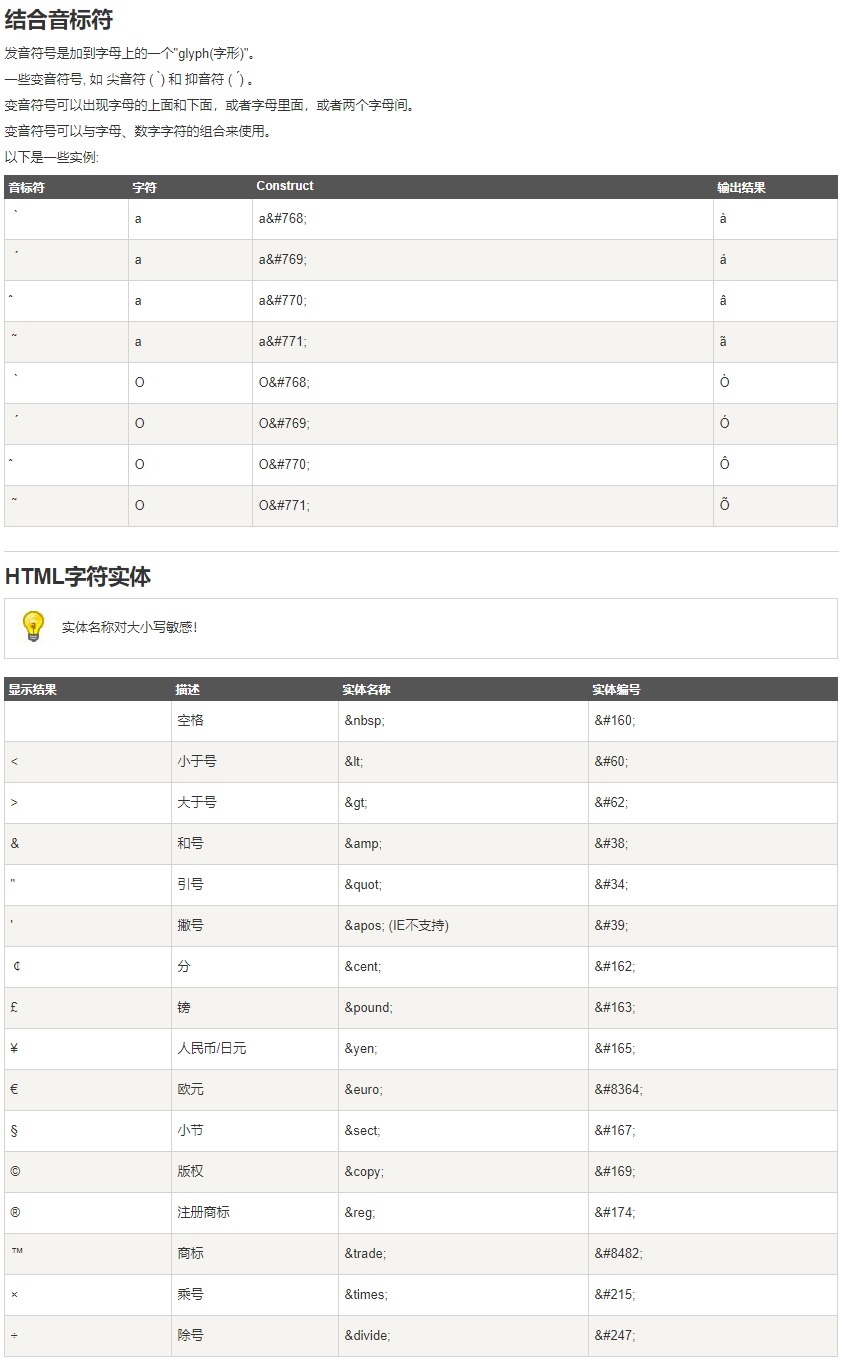 结合音标符
发音符号是加到字母上的一个"glyph(字形)"。
一些变音符号, 如 尖音符 ( ̀) 和 抑音符 ( ́) 。
变音符号可以出现字母的上面和下面，或者字母里面，或者两个字母间。
变音符号可以与字母、数字字符的组合来使用。
以下是一些实例:
音标符 字符 Construct 输出结果
 ̀ a a&#768; à
 ́ a a&#769; á
 ̂ a a&#770; â
 ̃ a a&#771; ã
 ̀ O O&#768; Ò
 ́ O O&#769; Ó
 ̂ O O&#770; Ô
 ̃ O O&#771; Õ
HTML字符实体
实体名称对大小写敏感!
显示结果 描述 实体名称 实体编号
空格 &nbsp; &#160;
< 小于号 &lt; &#60;
> 大于号 &gt; &#62;
& 和号 &amp; &#38;
" 引号 &quot; &#34;
' 撇号 &apos; (IE不支持) &#39;
¢ 分 &cent; &#162;
£ 镑 &pound; &#163;
¥ 人民币/日元 &yen; &#165;
€ 欧元 &euro; &#8364;
§ 小节 &sect; &#167;
© 版权 &copy; &#169;
® 注册商标 &reg; &#174;
™ 商标 &trade; &#8482;
× 乘号 &times; &#215;
÷ 除号 &divide; &#247;